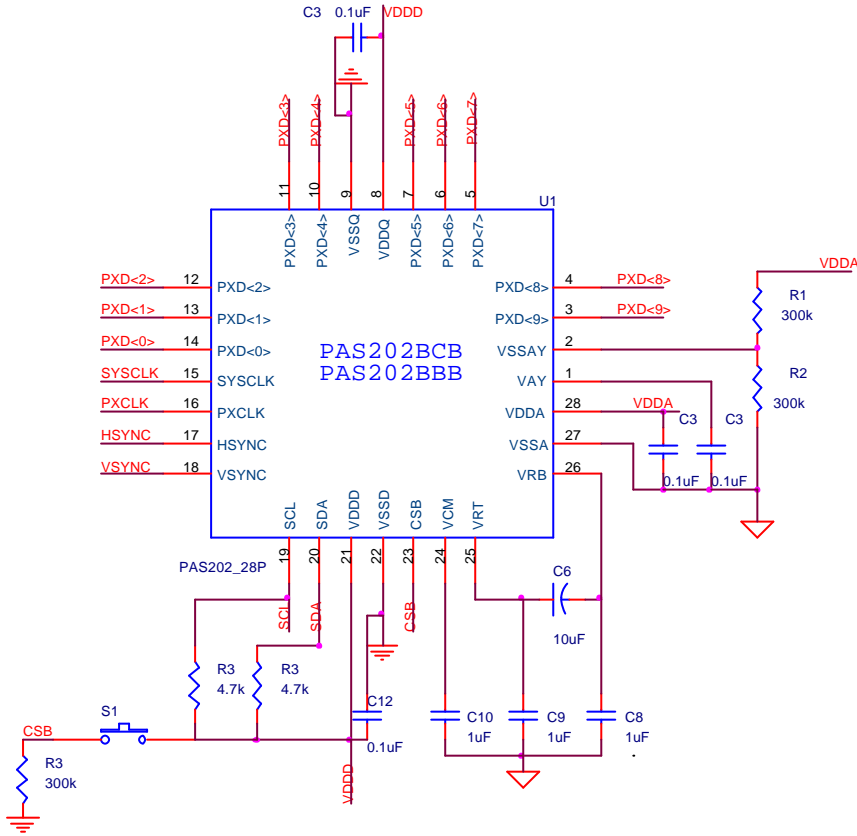 C3 0.1uF VDDD
PXD<3>
PXD<4>
PXD<5>
PXD<6>
PXD<7>
11
10
9
8
7
6
5
U1
PXD<3>
PXD<4>
VSSQ
VDDQ
PXD<5>
PXD<6>
PXD<7>
VDDA
PXD<2> 12 PXD<2> PXD<8> 4 PXD<8>
R1
300k
PXD<1> 13 PXD<1> PXD<9> 3 PXD<9>
PXD<0> 14 PXD<0> VSSAY 2
PAS202BCB
PAS202BBB
SYSCLK 15 SYSCLK VAY 1
R2
300k
PXCLK 16 PXCLK VDDA 28 VDDA
C3 C3
HSYNC 17 HSYNC VSSA 27
VSYNC 18 VSYNC VRB 26
0.1uF 0.1uF
SCL
SDA
VDDD
VSSD
CSB
VCM
VRT
19
20
21
22
23
24
25
PAS202_28P
SCL
SDA
CSB
C6
10uF
R3
4.7k
R3
4.7k
C12
0.1uF
C10
1uF
C9
1uF
C8
1uF
S1
CSB
R3
300k
VDDD